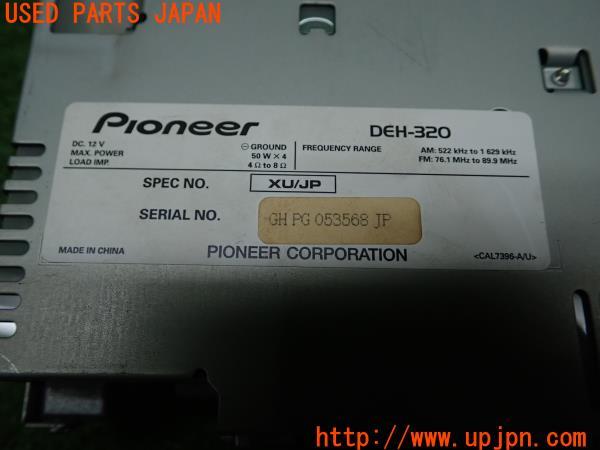 USED PARTS JAPAN
Pioneer DEH-320
DC. 12 V ⊖ GROUND FREQUENCY RANGE AM: 522 kHz to 1 629 kHz
MAX. POWER 50 W × 4 FM: 76.1 MHz to 89.9 MHz
LOAD IMP. 4 Ω to 8 Ω
SPEC NO. XU/JP
SERIAL NO. GH PG 053568 JP
MADE IN CHINA PIONEER CORPORATION <CAL7396-A/U>
http://www.upjpn.com/